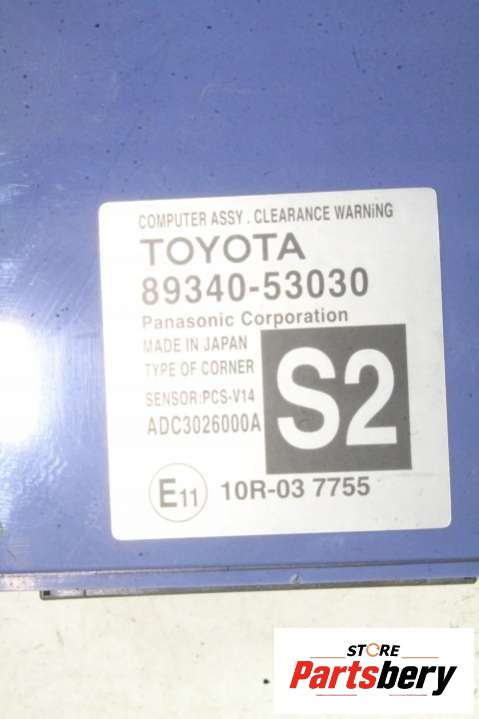 COMPUTER ASSY . CLEARANCE WARNiNG
TOYOTA
89340-53030
Panasonic Corporation
MADE IN JAPAN
TYPE OF CORNER
SENSOR:PCS-V14
ADC3026000A
S2
E11 10R-03 7755
STORE
Partsbery